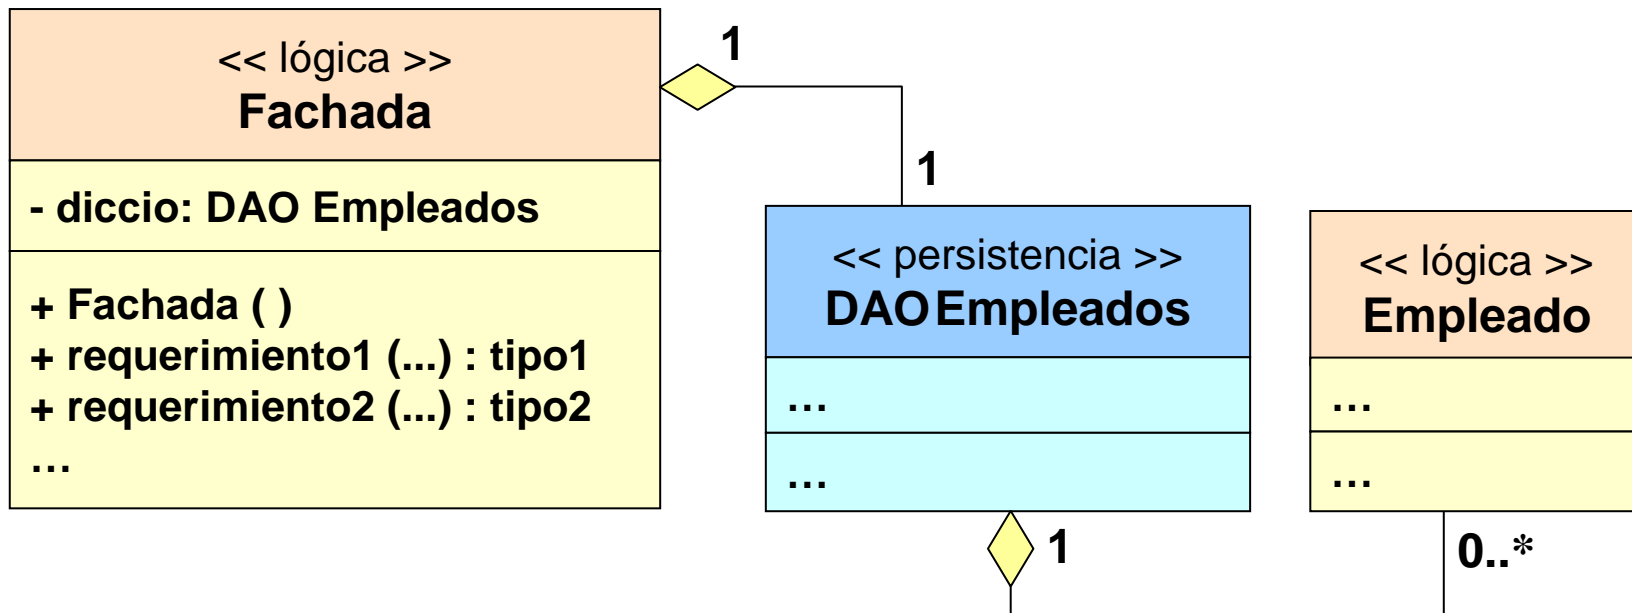 << lógica >>
Fachada
- diccio: DAO Empleados
+ Fachada ( )
+ requerimiento1 (...) : tipo1
+ requerimiento2 (...) : tipo2
…
1
1
<< persistencia >>
DAO Empleados
…
…
1
<< lógica >>
Empleado
…
…
0..*